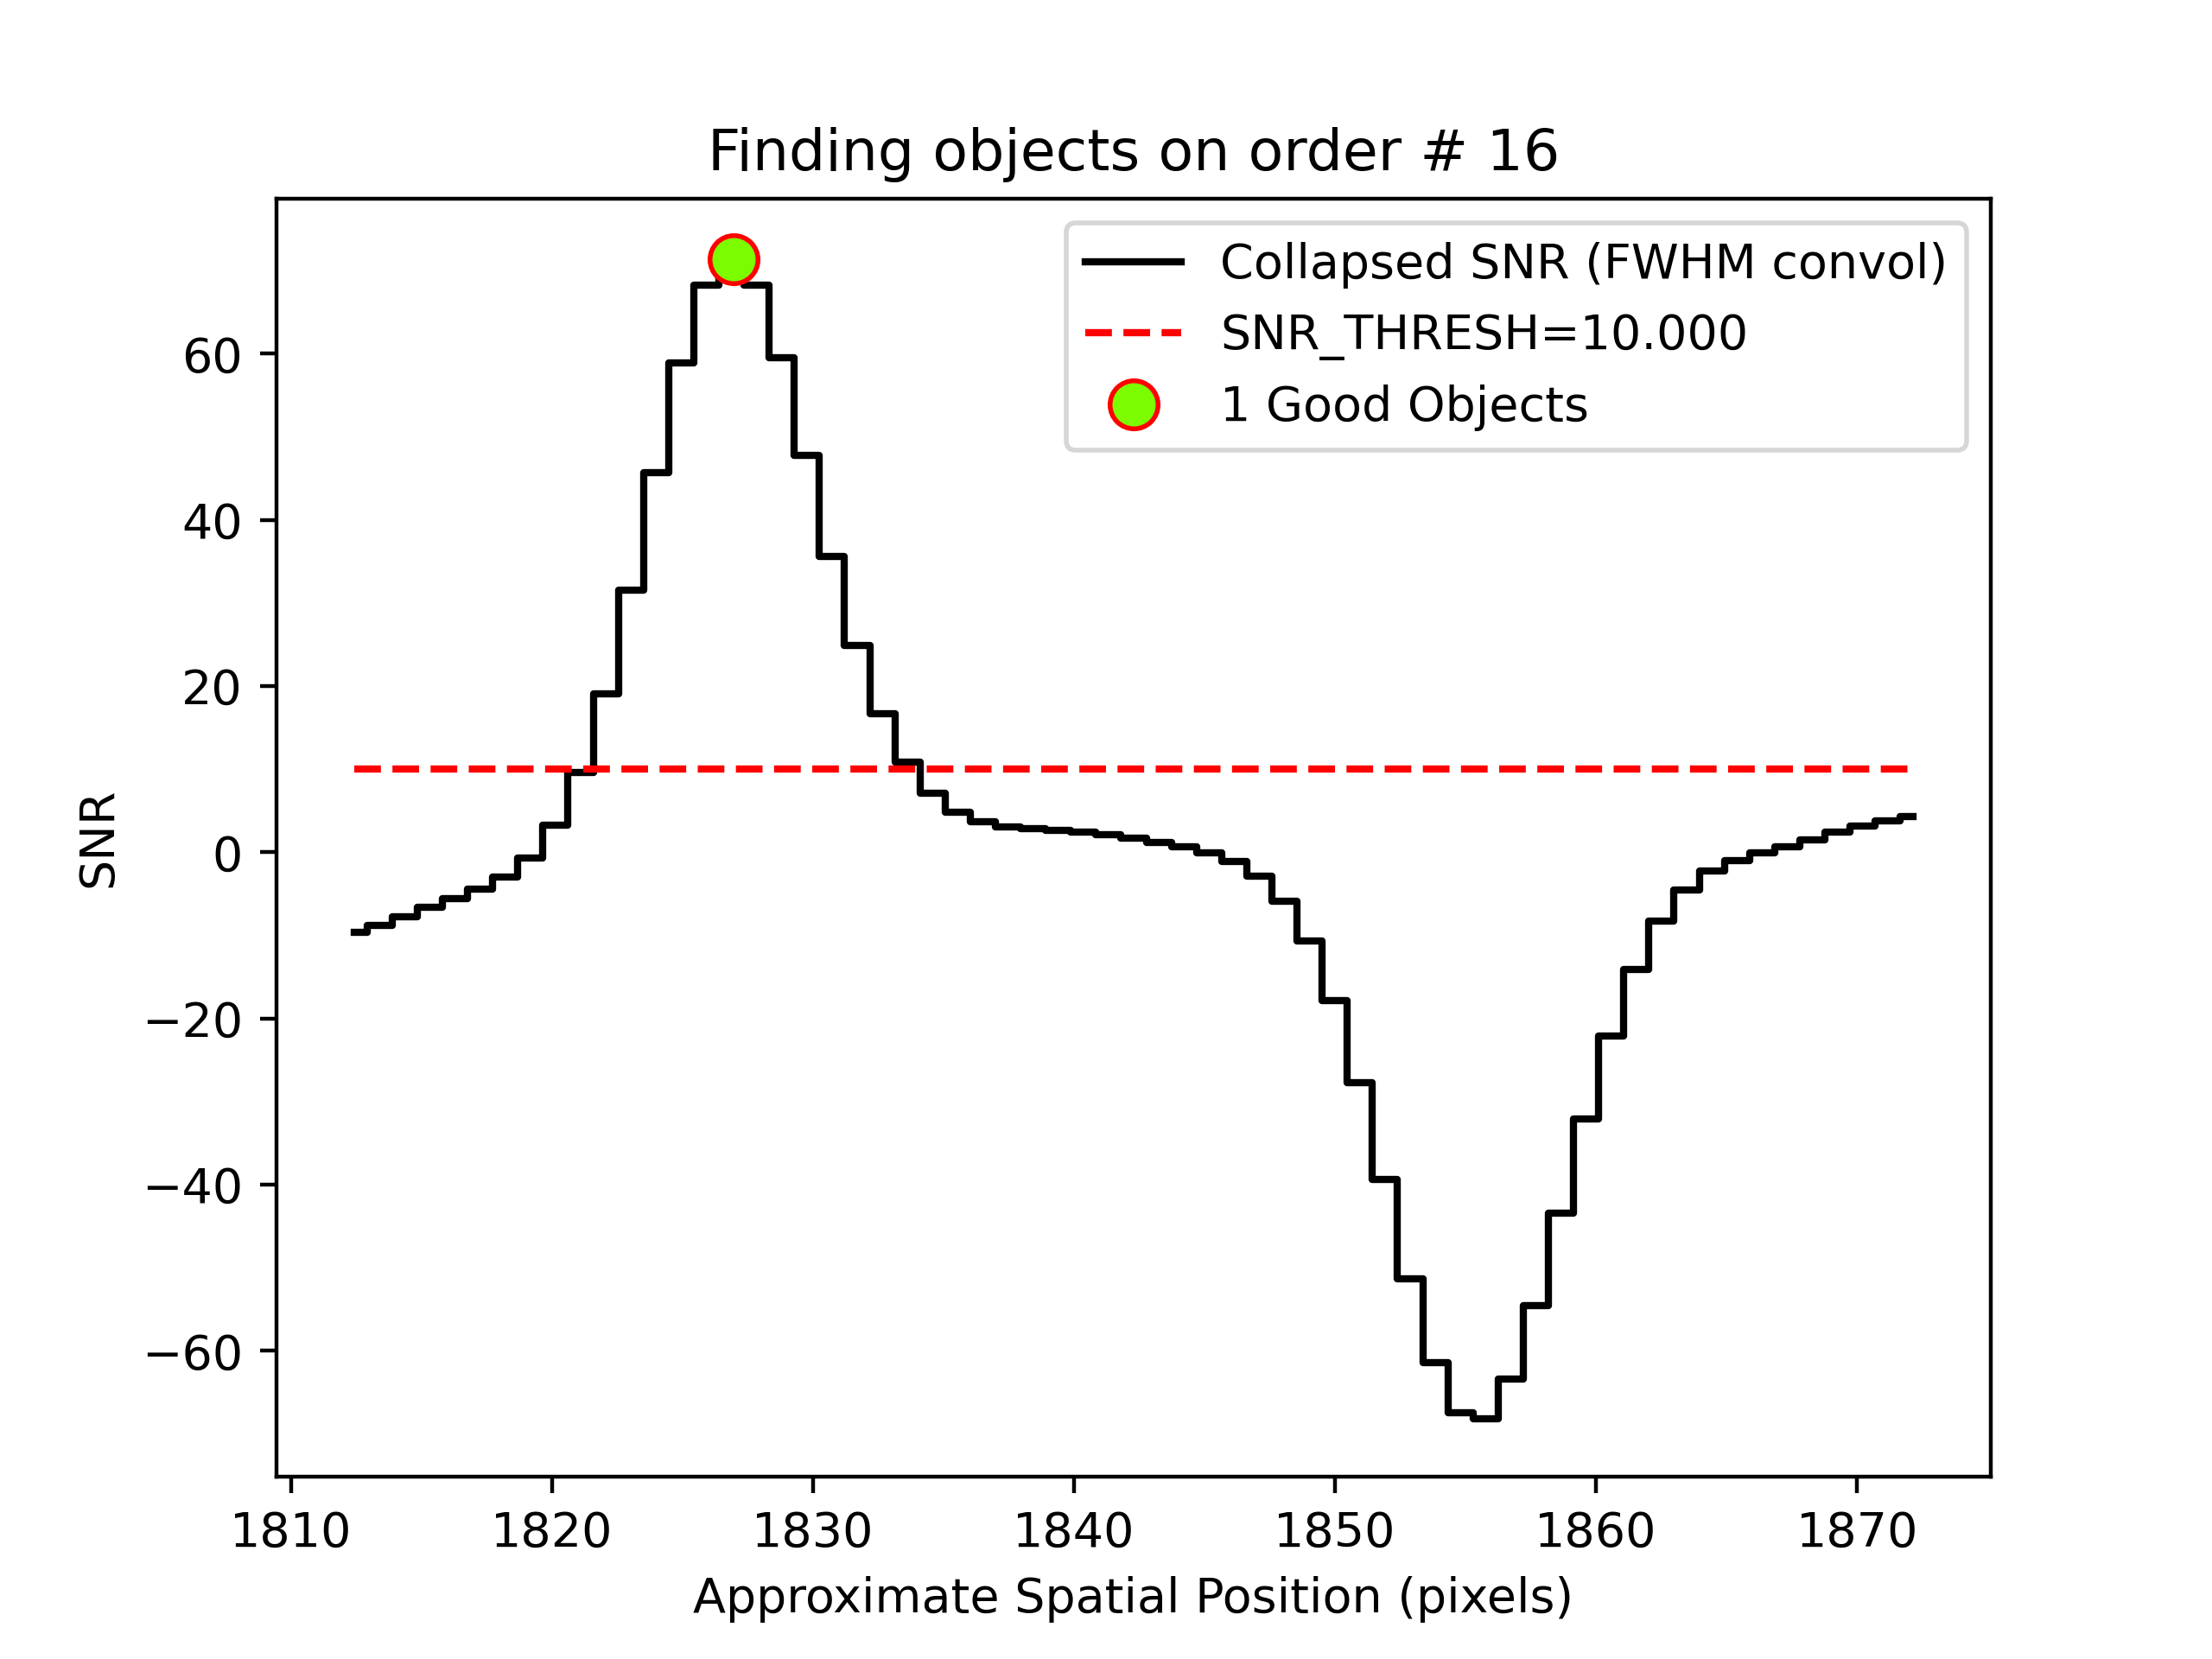 Finding objects on order # 16
Collapsed SNR (FWHM convol)
SNR_THRESH=10.000
1 Good Objects
60
40
20
0
−20
−40
−60
SNR
1810 1820 1830 1840 1850 1860 1870
Approximate Spatial Position (pixels)